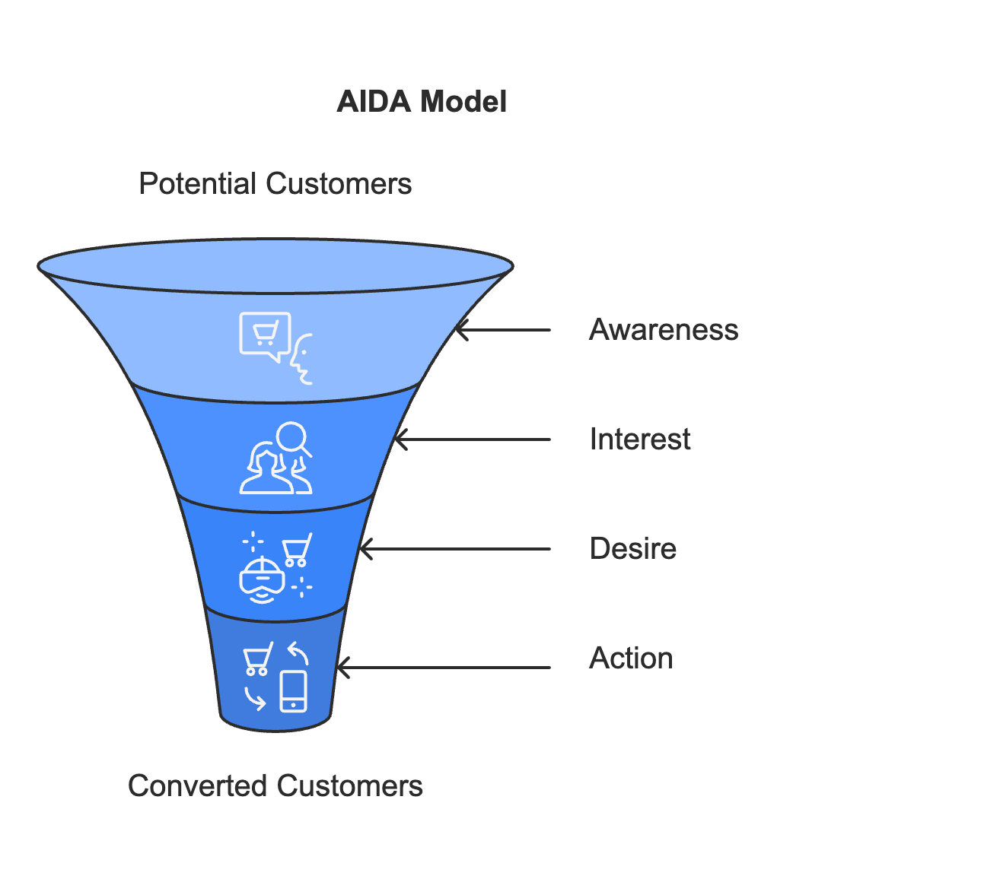 AIDA Model
Potential Customers
Awareness
Interest
Desire
Action
Converted Customers